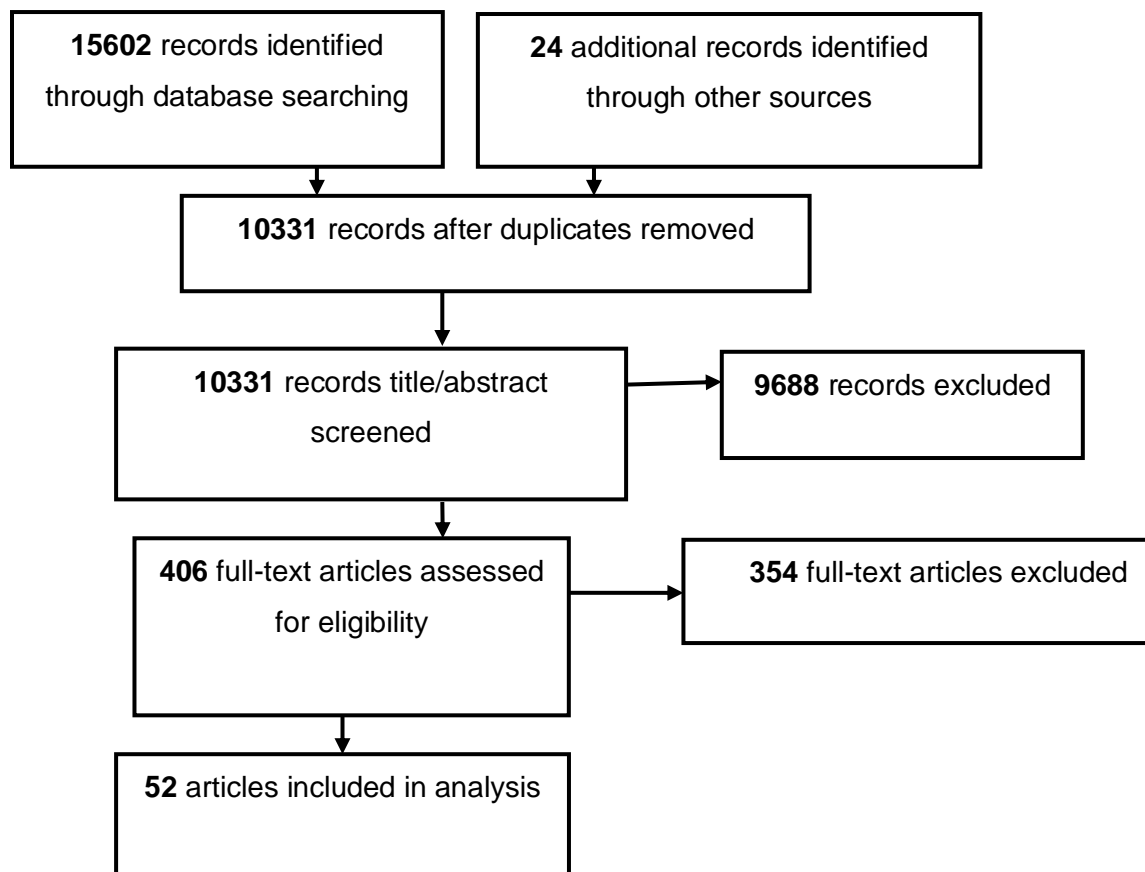 15602 records identified
through database searching
24 additional records identified
through other sources
10331 records after duplicates removed
10331 records title/abstract
screened
9688 records excluded
406 full-text articles assessed
for eligibility
354 full-text articles excluded
52 articles included in analysis